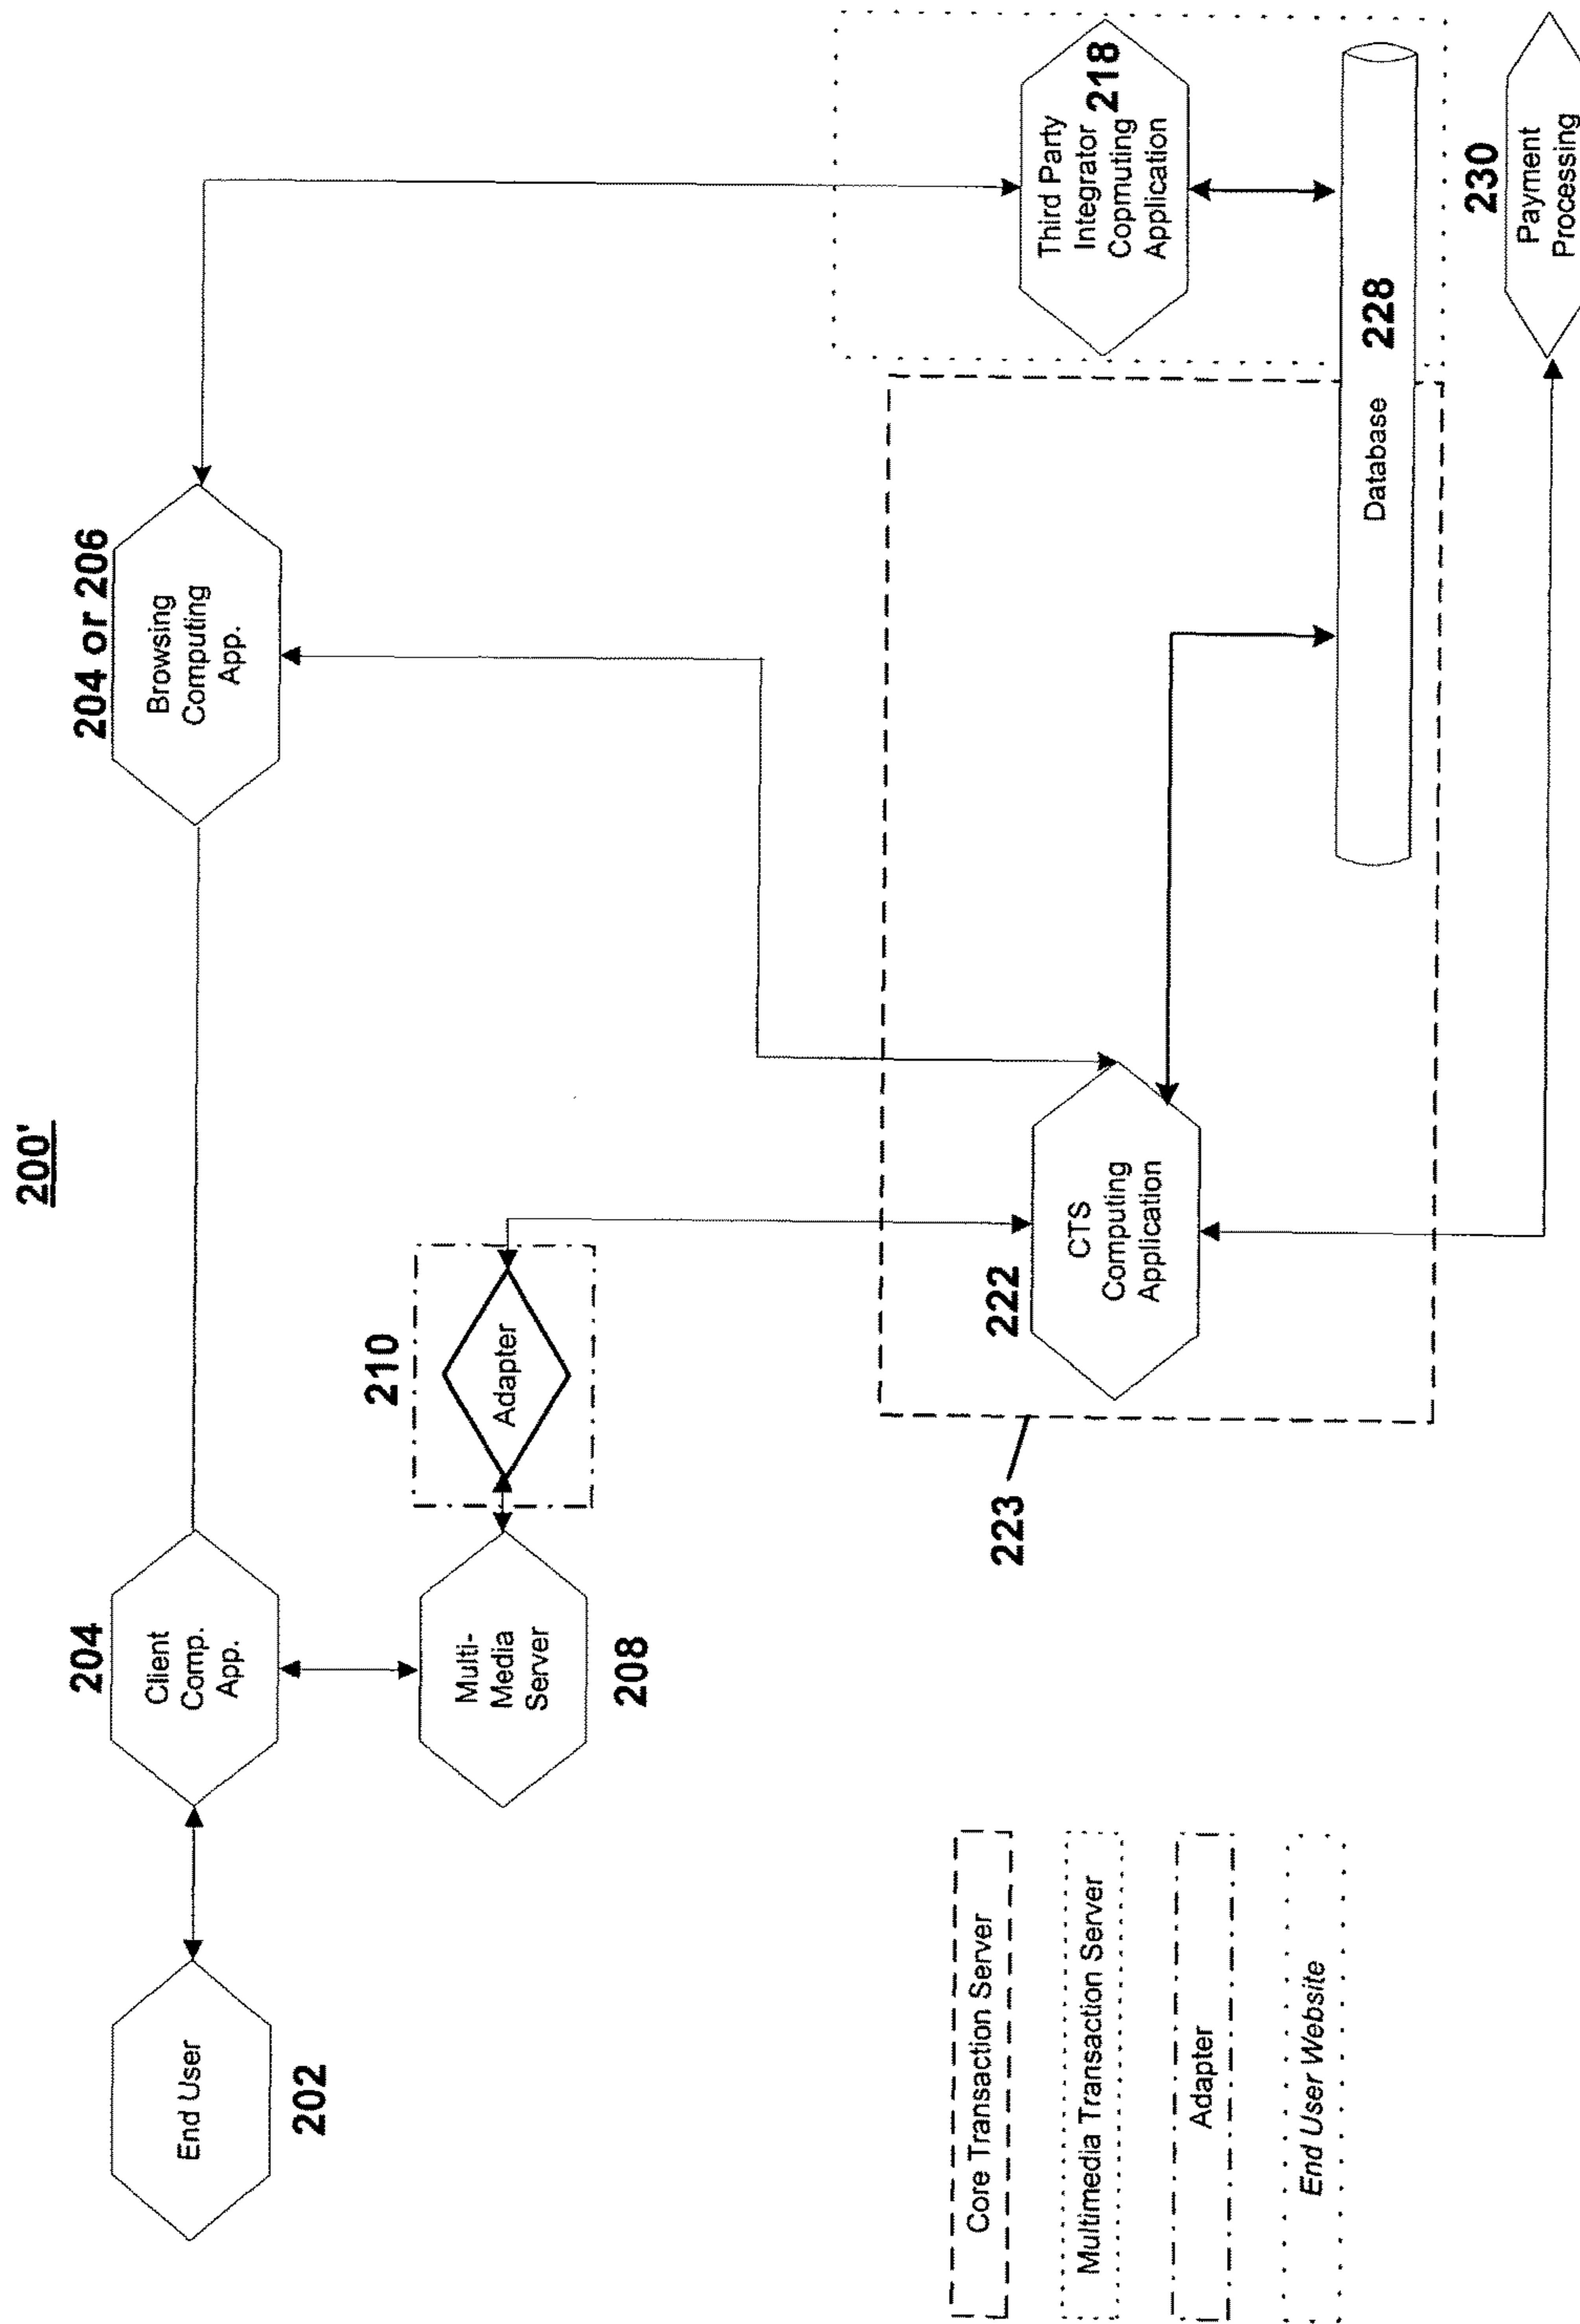 200'
End User
202
204
Client
Comp.
App.
204 or 206
Browsing
Computing
App.
Multi-
Media
Server
208
210
Adapter
222
CTS
Computing
Application
223
Third Party
Integrator
Copmuting
Application
218
Database
228
230
Payment
Processing
Core Transaction Server
Multimedia Transaction Server
Adapter
End User Website